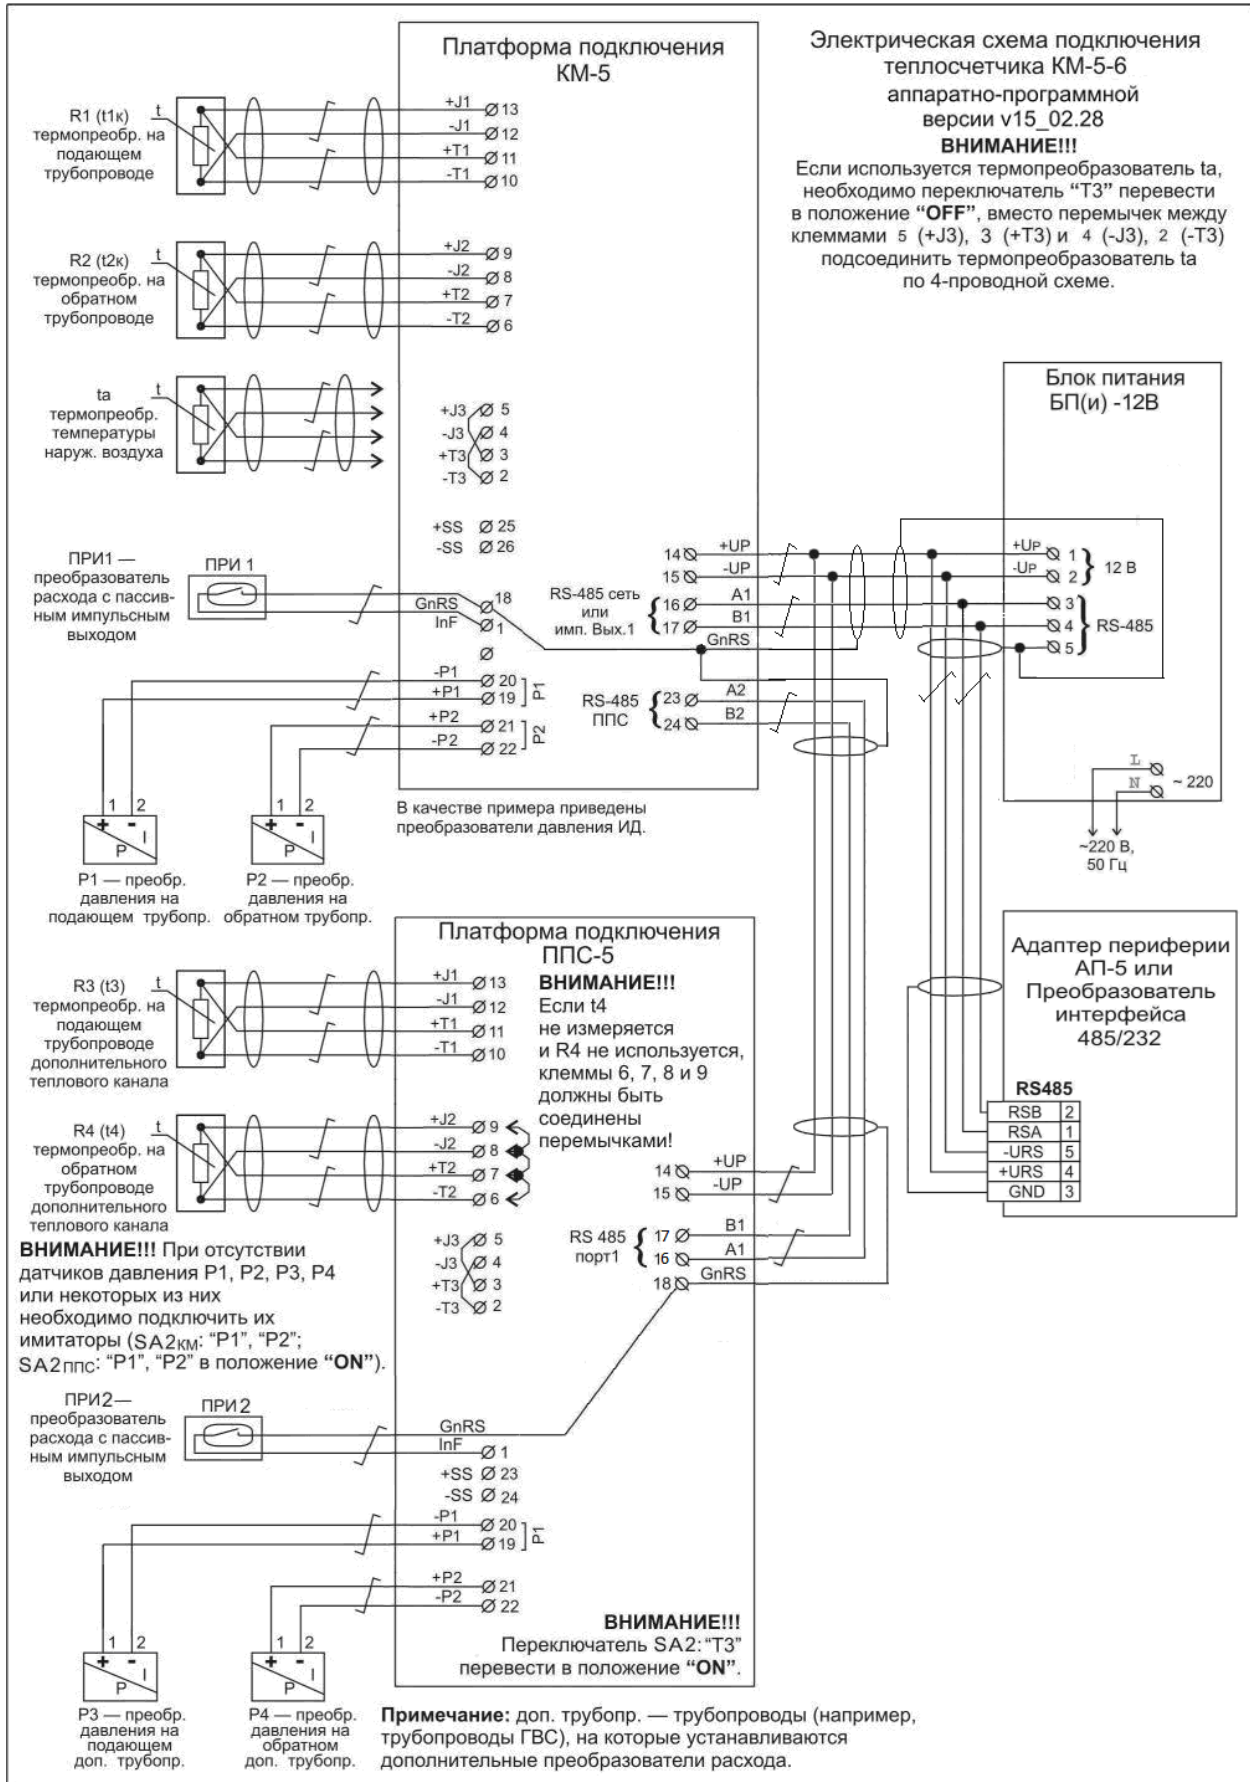 Платформа подключения
КМ-5
Электрическая схема подключения
теплосчетчика КМ-5-6
аппаратно-программной
версии v15_02.28
ВНИМАНИЕ!!!
Если используется термопреобразователь ta,
необходимо переключатель “Т3” перевести
в положение “OFF”, вместо перемычек между
клеммами 5 (+J3), 3 (+T3) и 4 (-J3), 2 (-T3)
подсоединить термопреобразователь ta
по 4-проводной схеме.
R1 (t1к)
термопреобр. на
подающем
трубопроводе
t
+J1 13
-J1 12
+T1 11
-T1 10
R2 (t2к)
термопреобр. на
обратном
трубопроводе
t
+J2 9
-J2 8
+T2 7
-T2 6
ta
термопреобр.
температуры
наруж. воздуха
t
+J3 5
-J3 4
+T3 3
-T3 2
+SS 25
-SS 26
ПРИ1 —
преобразователь
расхода с пассив-
ным импульсным
выходом
ПРИ 1
GnRS 18
InF 1
-P1 20
+P1 19
P1
+P2 21
-P2 22
P2
14 +UP
15 -UP
RS-485 сеть
или
имп. Вых.1
16 A1
17 B1
GnRS
RS-485
ППС
23 A2
24 B2
Блок питания
БП(и) -12В
+UP 1
-UP 2
12 В
3
4
5
RS-485
L
N
~ 220
~220 В,
50 Гц
1 2
+ - I
P
P1 — преобр.
давления на
подающем трубопр.
1 2
+ - I
P
P2 — преобр.
давления на
обратном трубопр.
В качестве примера приведены
преобразователи давления ИД.
Платформа подключения
ППС-5
ВНИМАНИЕ!!!
Если t4
не измеряется
и R4 не используется,
клеммы 6, 7, 8 и 9
должны быть
соединены
перемычками!
R3 (t3)
термопреобр. на
подающем
трубопроводе
дополнительного
теплового канала
t
+J1 13
-J1 12
+T1 11
-T1 10
R4 (t4)
термопреобр. на
обратном
трубопроводе
дополнительного
теплового канала
t
+J2 9
-J2 8
+T2 7
-T2 6
+J3 5
-J3 4
+T3 3
-T3 2
14 +UP
15 -UP
RS 485
порт1
17 B1
16 A1
18 GnRS
Адаптер периферии
АП-5 или
Преобразователь
интерфейса
485/232
RS485
RSB 2
RSA 1
-URS 5
+URS 4
GND 3
ВНИМАНИЕ!!! При отсутствии
датчиков давления P1, P2, P3, P4
или некоторых из них
необходимо подключить их
имитаторы (SA2КМ: “P1”, “P2”;
SA2ППС: “P1”, “P2” в положение “ON”).
ПРИ2—
преобразователь
расхода с пассив-
ным импульсным
выходом
ПРИ2
GnRS
InF 1
+SS 23
-SS 24
-P1 20
+P1 19
P1
+P2 21
-P2 22
ВНИМАНИЕ!!!
Переключатель SA2:“Т3”
перевести в положение “ON”.
1 2
+ - I
P
P3 — преобр.
давления на
подающем
доп. трубопр.
1 2
+ - I
P
P4 — преобр.
давления на
обратном
доп. трубопр.
Примечание: доп. трубопр. — трубопроводы (например,
трубопроводы ГВС), на которые устанавливаются
дополнительные преобразователи расхода.